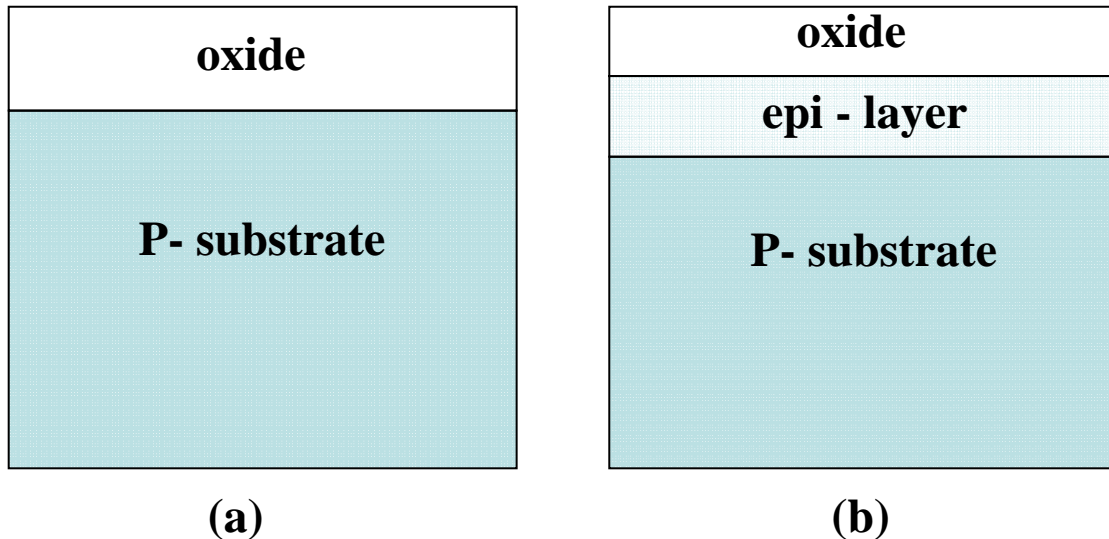 oxide
P- substrate
(a)
oxide
epi - layer
P- substrate
(b)